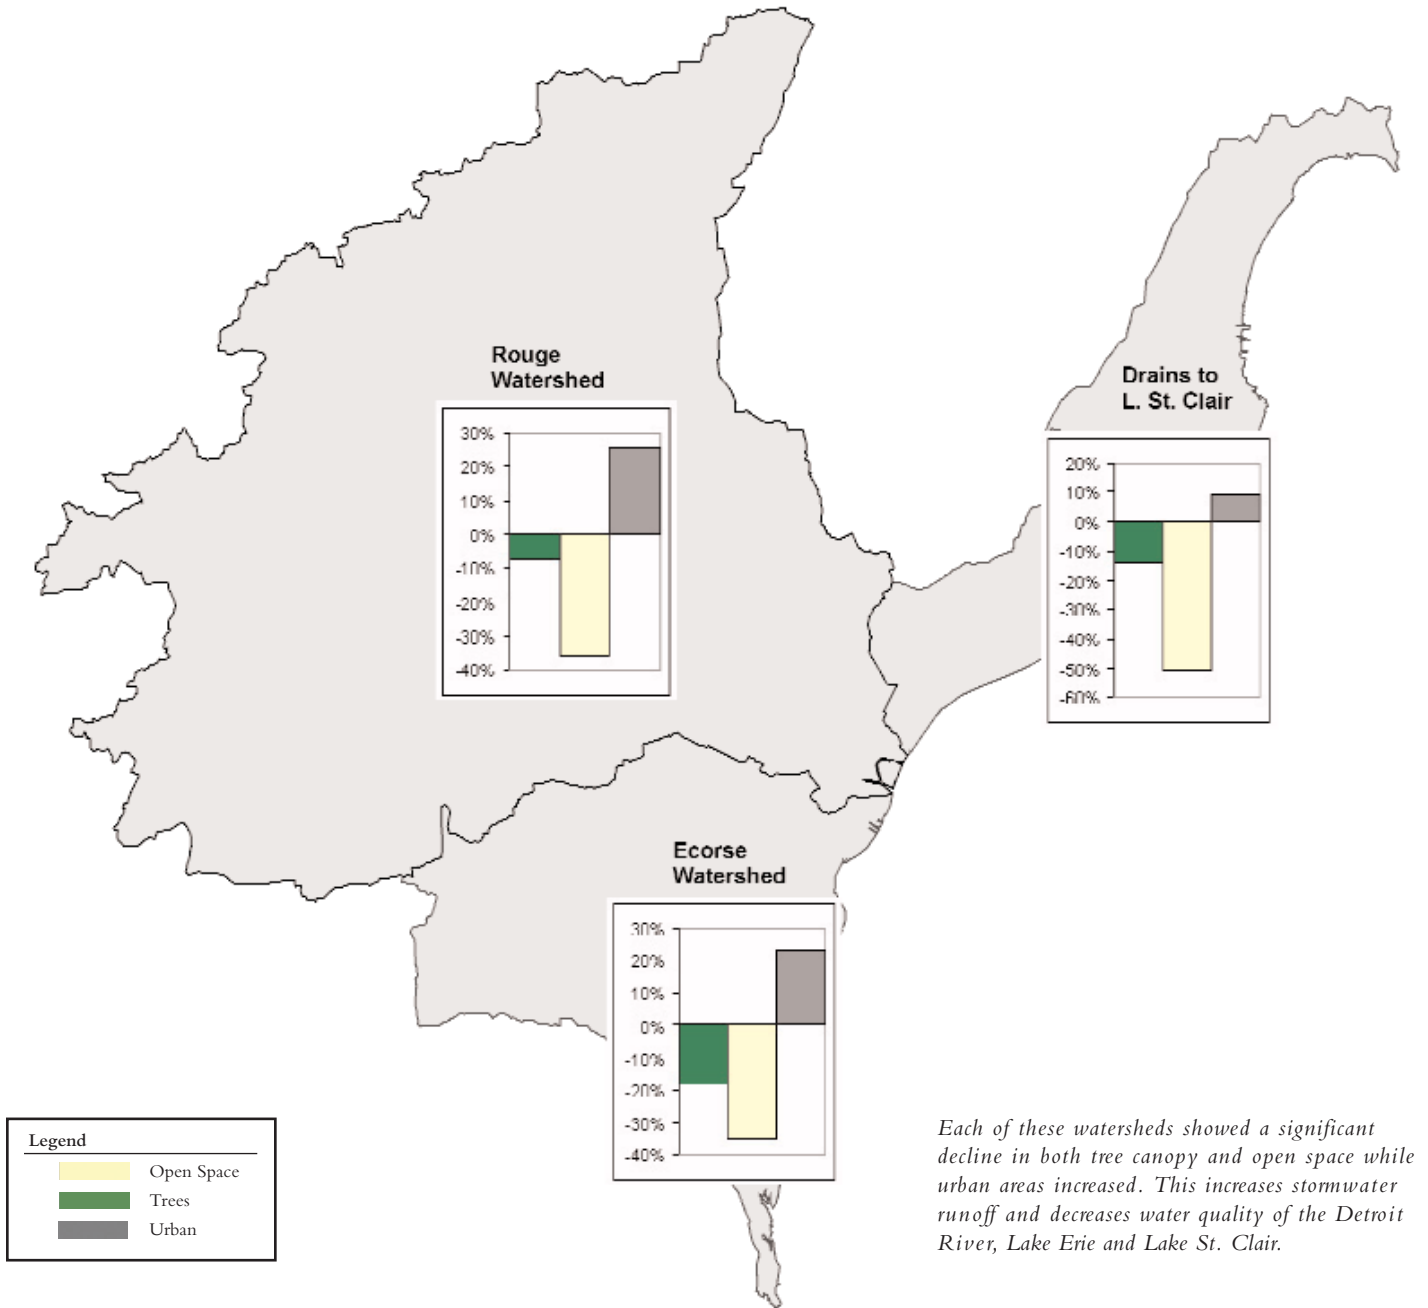 Rouge
Watershed
30%
20%
10%
0%
-10%
-20%
-30%
-40%
Drains to
L. St. Clair
20%
10%
0%
-10%
-20%
-30%
-40%
-50%
-60%
Ecorse
Watershed
30%
20%
10%
0%
-10%
-20%
-30%
-40%
Legend
Open Space
Trees
Urban
Each of these watersheds showed a significant
decline in both tree canopy and open space while
urban areas increased. This increases stormwater
runoff and decreases water quality of the Detroit
River, Lake Erie and Lake St. Clair.